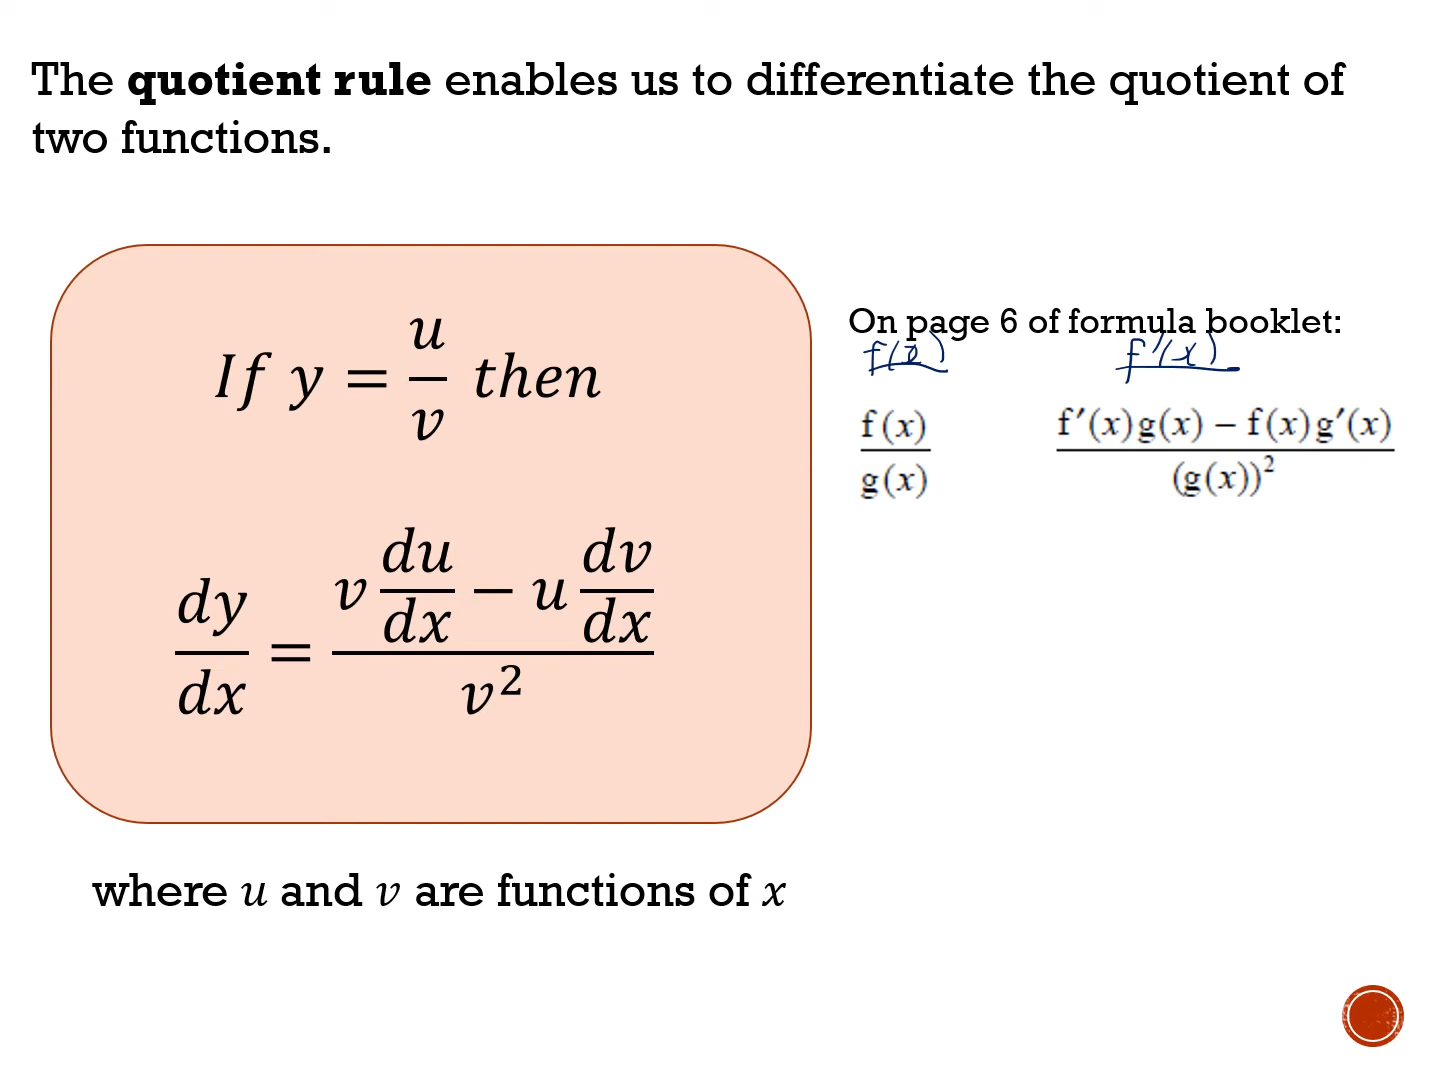 The quotient rule enables us to differentiate the quotient of
two functions.
If y = u/v then
dy/dx = (v du/dx − u dv/dx)/v²
where u and v are functions of x
On page 6 of formula booklet:
f(x) f'(x)
f(x)/g(x) (f′(x)g(x) − f(x)g′(x))/(g(x))²